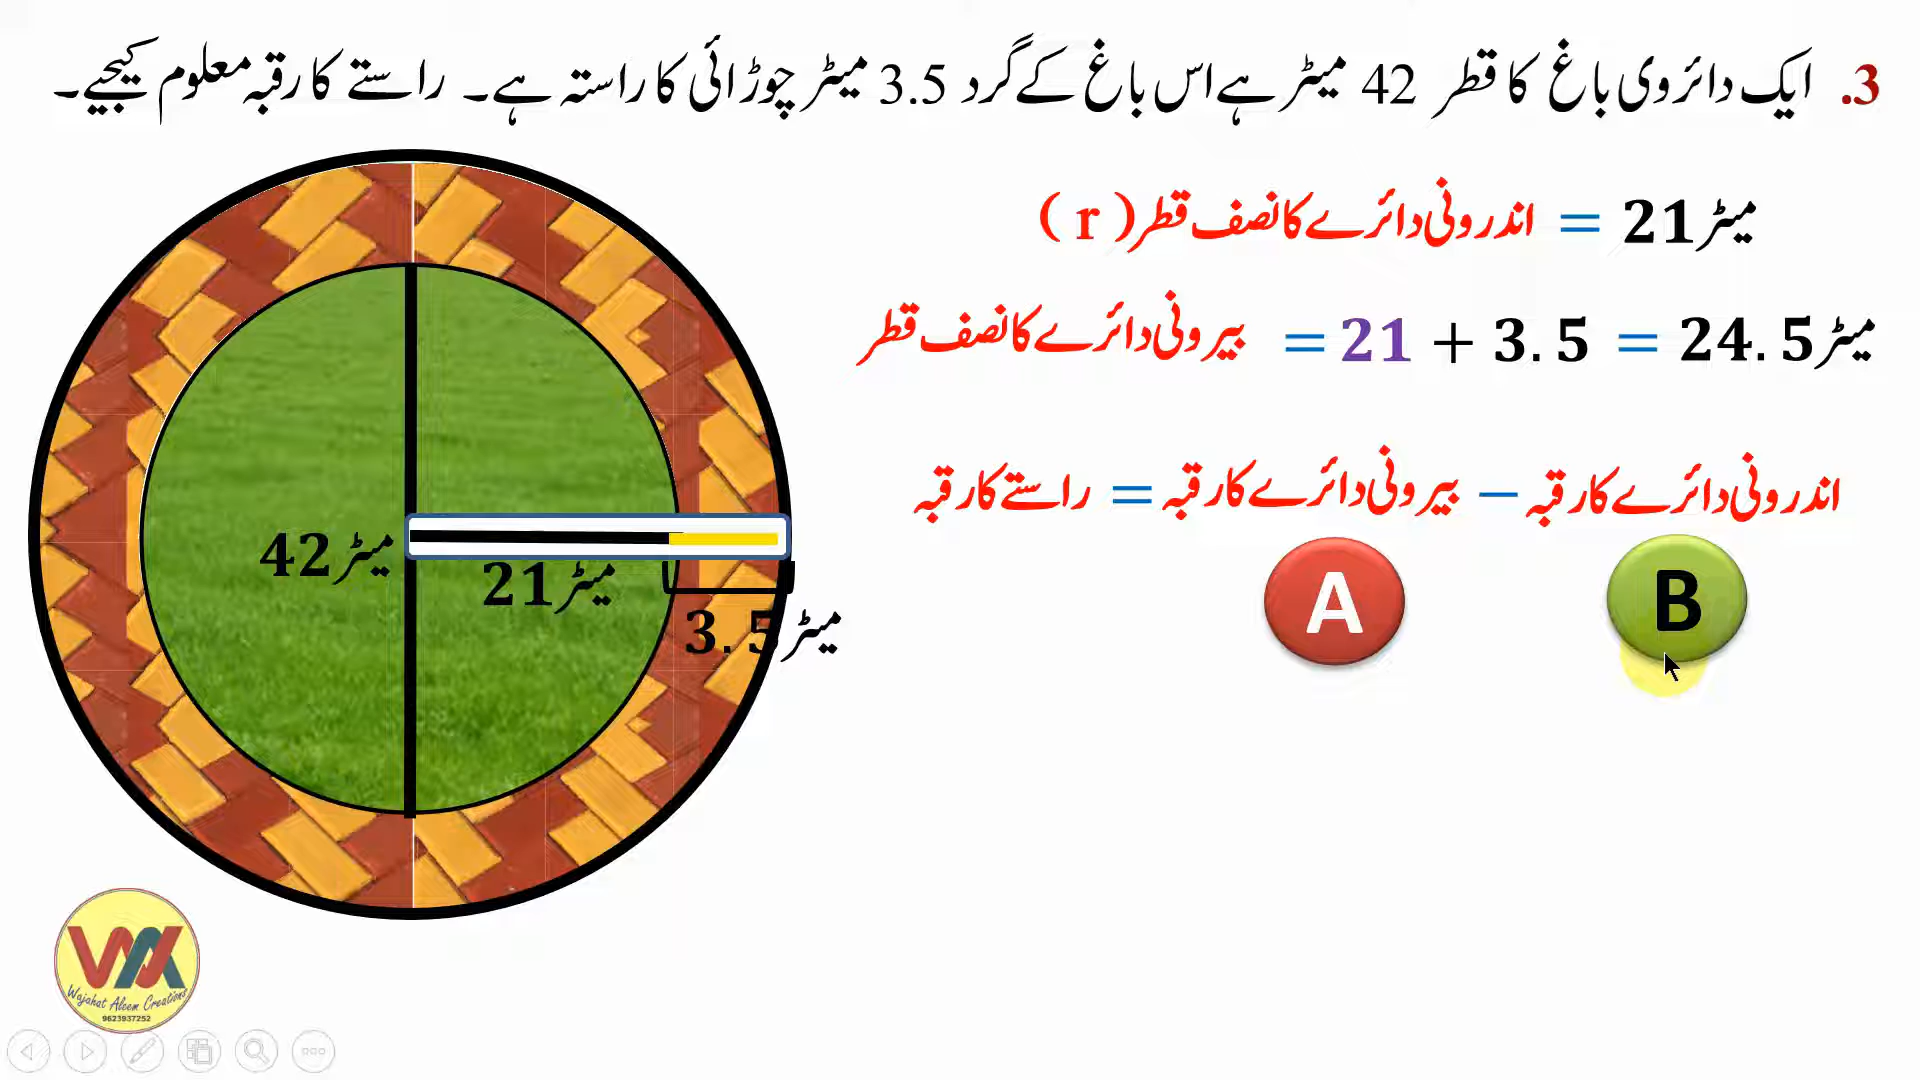 3. ایک دائروی باغ کا قطر 42 میٹر ہے اس باغ کے گرد 3.5 میٹر چوڑائی کا راستہ ہے۔ راستے کا رقبہ معلوم کیجیے۔
اندرونی دائرے کا نصف قطر ( r ) = 21 میٹر
بیرونی دائرے کا نصف قطر = 21 + 3.5 = 24.5 میٹر
راستے کا رقبہ = بیرونی دائرے کا رقبہ − اندرونی دائرے کا رقبہ
A B
42 میٹر
21 میٹر
3.5 میٹر
WA
Wajahat Aleem Creations
9623937252